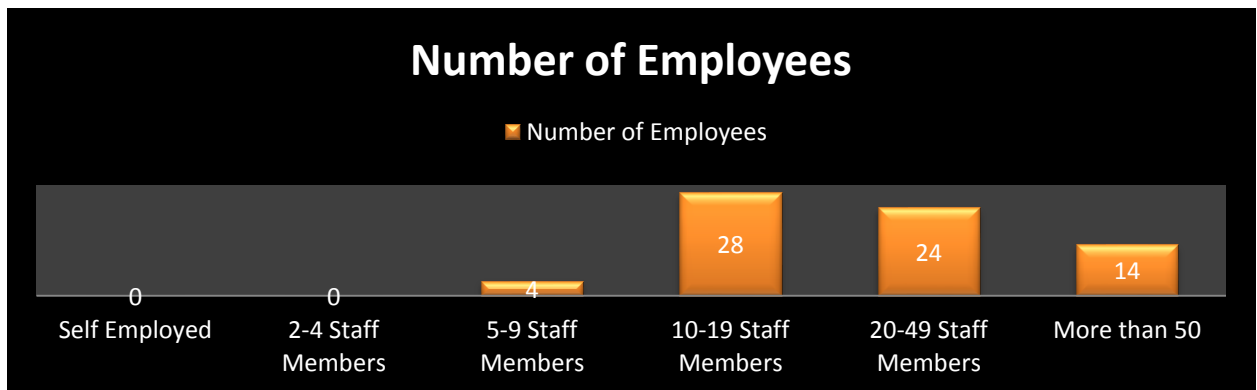 Number of Employees
Number of Employees
0
0
4
28
24
14
Self Employed
2-4 Staff
Members
5-9 Staff
Members
10-19 Staff
Members
20-49 Staff
Members
More than 50